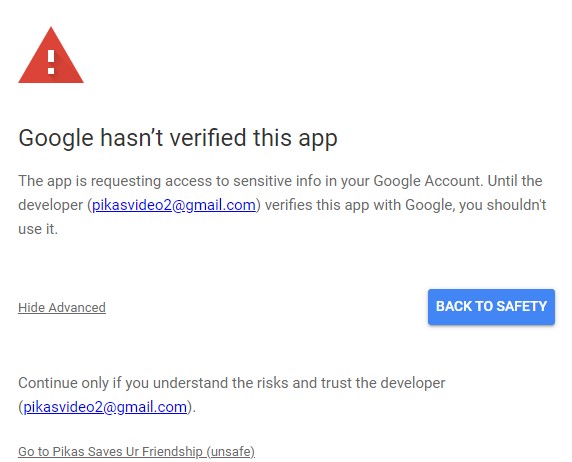 Google hasn’t verified this app
The app is requesting access to sensitive info in your Google Account. Until the
developer (pikasvideo2@gmail.com) verifies this app with Google, you shouldn't
use it.
Hide Advanced
BACK TO SAFETY
Continue only if you understand the risks and trust the developer
(pikasvideo2@gmail.com).
Go to Pikas Saves Ur Friendship (unsafe)